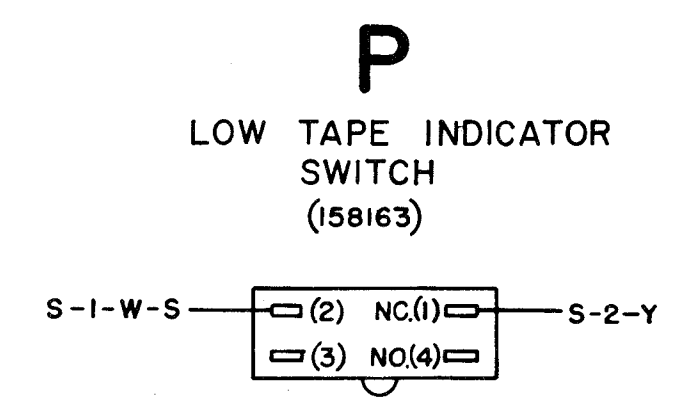 P
LOW TAPE INDICATOR
SWITCH
(158163)
S-1-W-S (2) NC.(1) S-2-Y
(3) NO.(4)